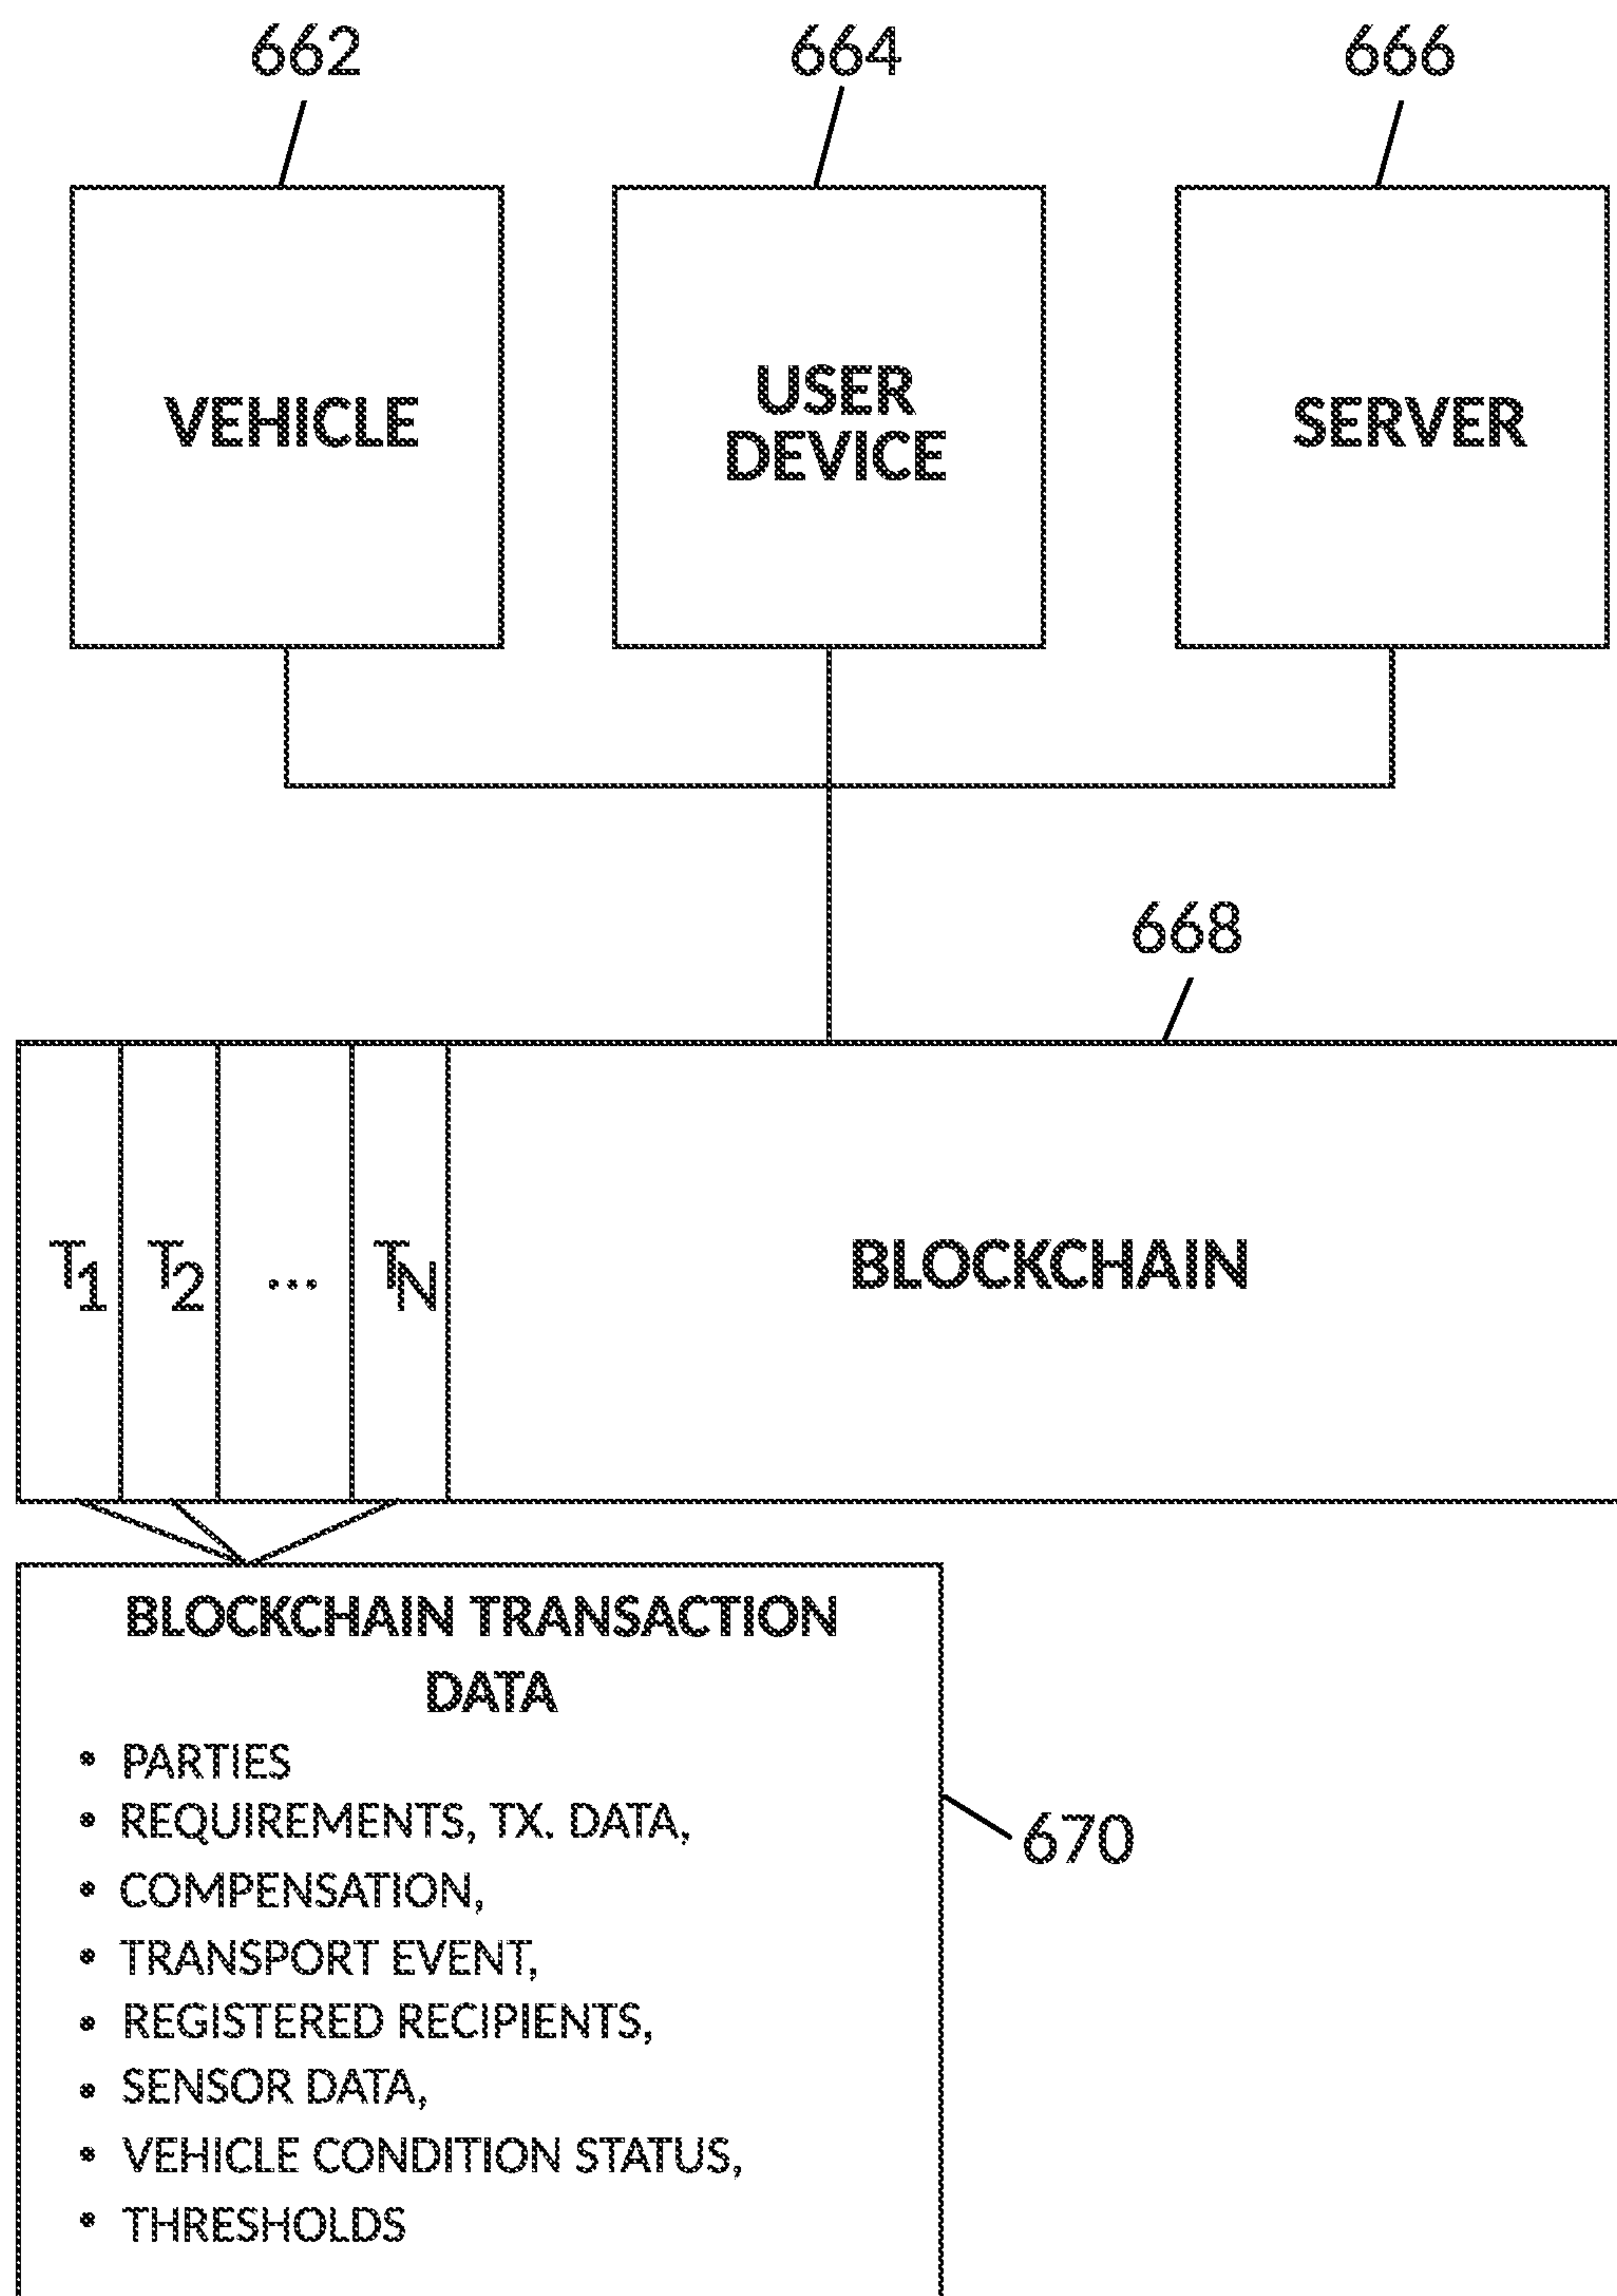 662
664
666
VEHICLE
USER
DEVICE
SERVER
668
T1
T2
...
TN
BLOCKCHAIN
BLOCKCHAIN TRANSACTION
DATA
• PARTIES
• REQUIREMENTS, TX. DATA,
• COMPENSATION,
• TRANSPORT EVENT,
• REGISTERED RECIPIENTS,
• SENSOR DATA,
• VEHICLE CONDITION STATUS,
• THRESHOLDS
670